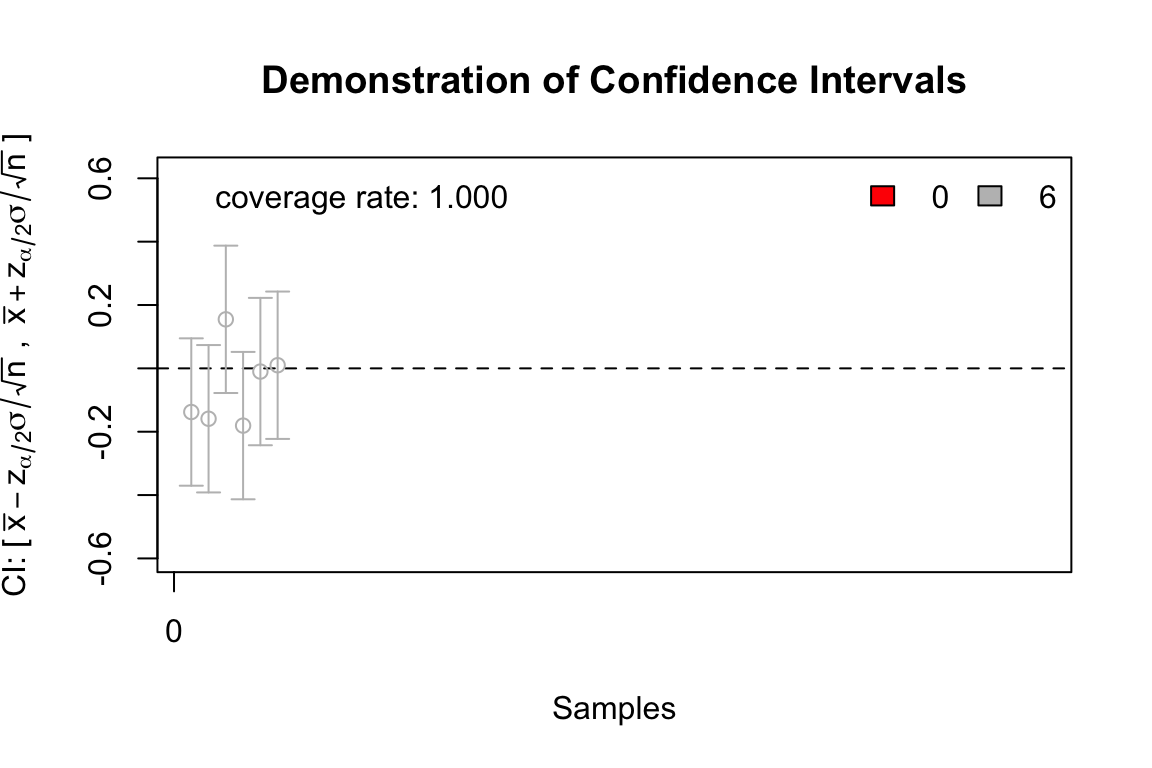 Demonstration of Confidence Intervals
CI: [ x̅ − zα/2σ/√n , x̅ + zα/2σ/√n ]
0.6
0.2
-0.2
-0.6
coverage rate: 1.000
0 6
0
Samples